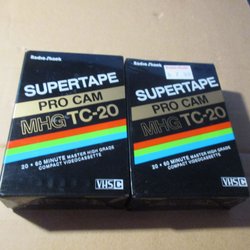 Radio Shack
SUPERTAPE
PRO CAM
MHG TC-20
20 • 60 MINUTE MASTER HIGH GRADE
COMPACT VIDEOCASSETTE
VHS C
Radio Shack
SUPERTAPE
PRO CAM
MHG TC-20
20 • 60 MINUTE MASTER HIGH GRADE
COMPACT VIDEOCASSETTE
VHS C